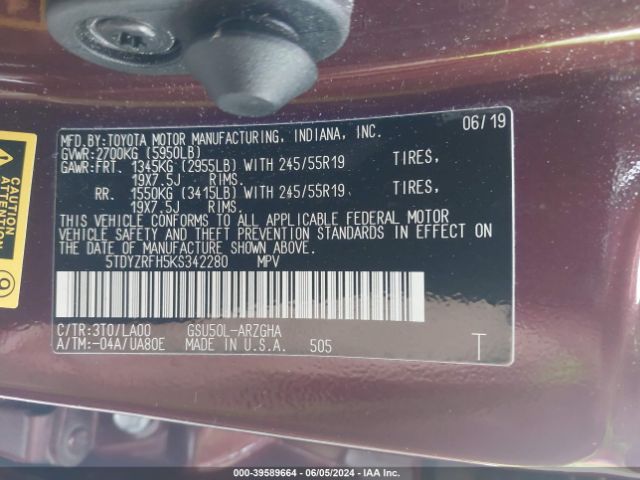 MFD.BY:TOYOTA MOTOR MANUFACTURING, INDIANA, INC. 06/19
GVWR:2700KG (5950LB)
GAWR:FRT. 1345KG (2955LB) WITH 245/55R19 TIRES,
19X7.5J RIMS.
RR. 1550KG (3415LB) WITH 245/55R19 TIRES,
19X7.5J RIMS.
THIS VEHICLE CONFORMS TO ALL APPLICABLE FEDERAL MOTOR
VEHICLE SAFETY AND THEFT PREVENTION STANDARDS IN EFFECT
ON THE DATE OF MANUFACTURE SHOWN ABOVE.
5TDYZRFH5KS342280 MPV
C/TR:3T0/LA00 GSU50L-ARZGHA
A/TM:-04A/UA80E MADE IN U.S.A. 505 T
CAUTION
ATTENTION
000-39589664 - 06/05/2024 - IAA Inc.